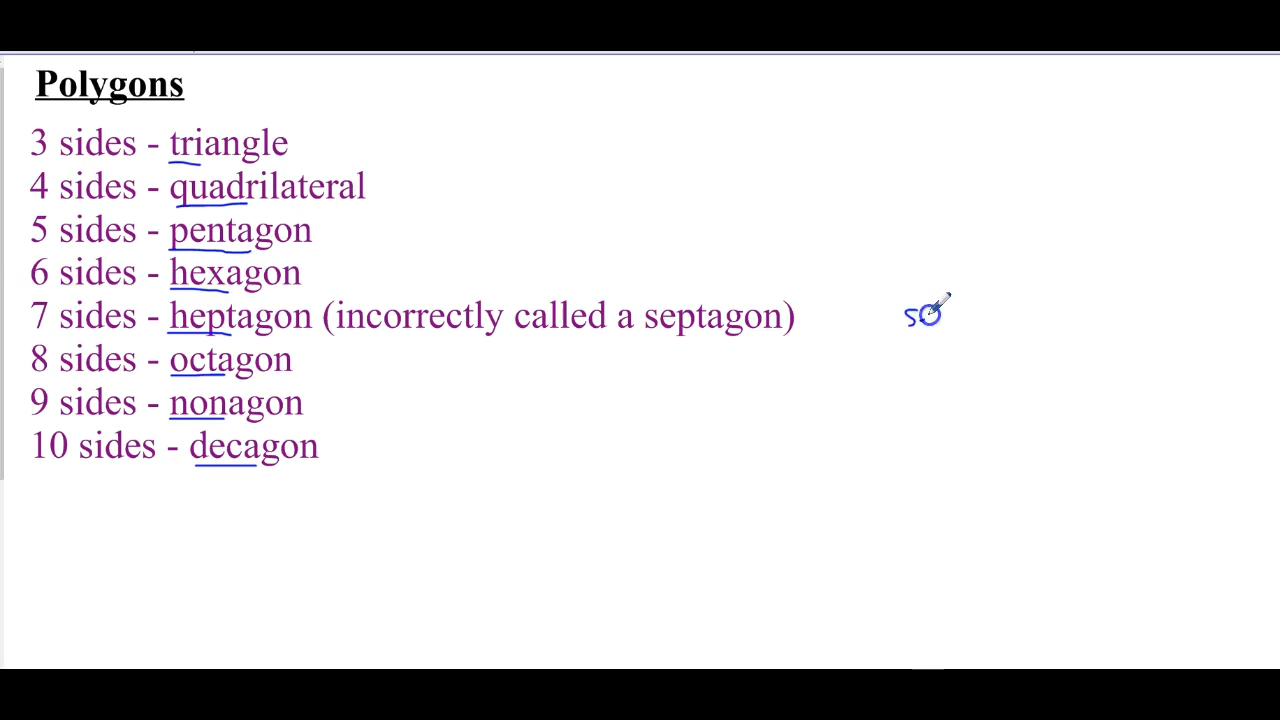 Polygons
3 sides - triangle
4 sides - quadrilateral
5 sides - pentagon
6 sides - hexagon
7 sides - heptagon (incorrectly called a septagon)
8 sides - octagon
9 sides - nonagon
10 sides - decagon